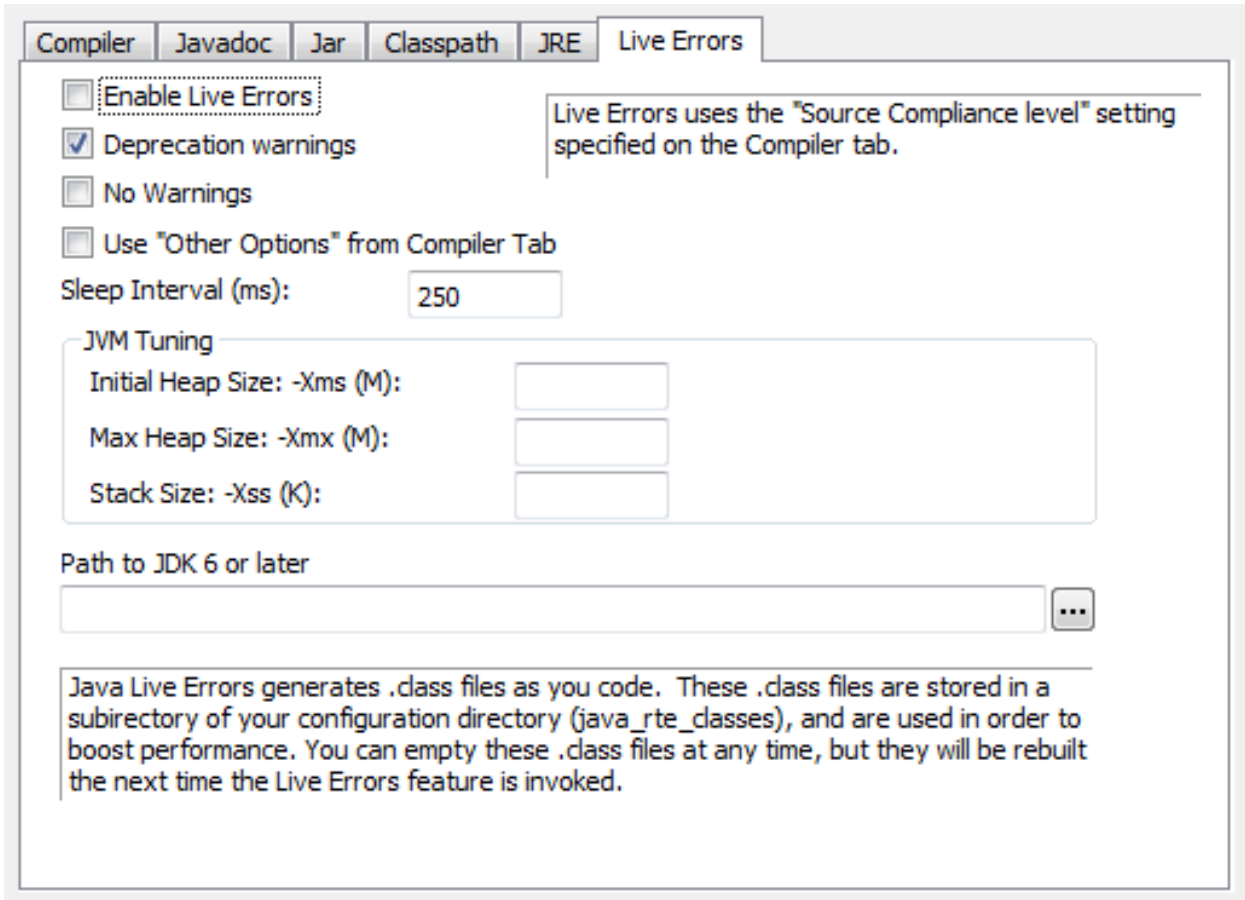 Compiler Javadoc Jar Classpath JRE Live Errors
Enable Live Errors
Live Errors uses the "Source Compliance level" setting
specified on the Compiler tab.
Deprecation warnings
No Warnings
Use "Other Options" from Compiler Tab
Sleep Interval (ms): 250
JVM Tuning
Initial Heap Size: -Xms (M):
Max Heap Size: -Xmx (M):
Stack Size: -Xss (K):
Path to JDK 6 or later
...
Java Live Errors generates .class files as you code.  These .class files are stored in a
subirectory of your configuration directory (java_rte_classes), and are used in order to
boost performance. You can empty these .class files at any time, but they will be rebuilt
the next time the Live Errors feature is invoked.